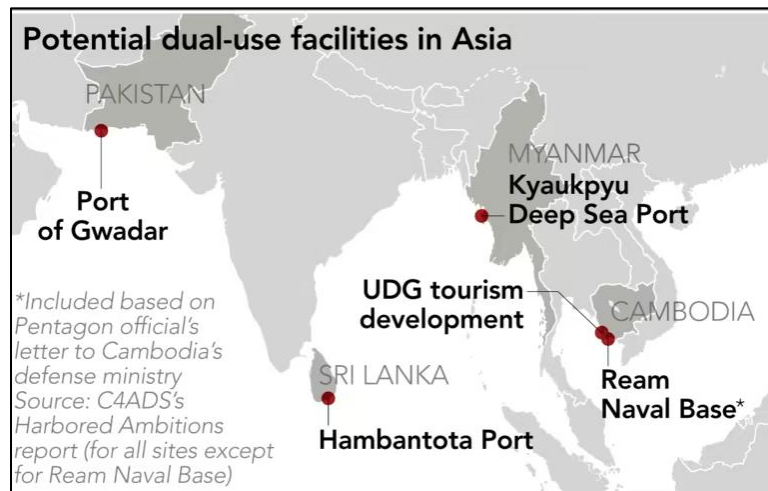 Potential dual-use facilities in Asia
PAKISTAN
Port
of Gwadar
MYANMAR
Kyaukpyu
Deep Sea Port
UDG tourism
development
CAMBODIA
Ream
Naval Base*
SRI LANKA
Hambantota Port
*Included based on
Pentagon official's
letter to Cambodia's
defense ministry
Source: C4ADS's
Harbored Ambitions
report (for all sites except
for Ream Naval Base)